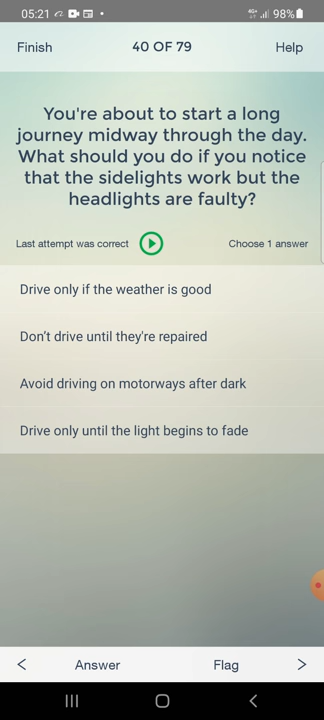 05:21
4G+ 98%
Finish 40 OF 79 Help
You're about to start a long
journey midway through the day.
What should you do if you notice
that the sidelights work but the
headlights are faulty?
Last attempt was correct Choose 1 answer
Drive only if the weather is good
Don't drive until they're repaired
Avoid driving on motorways after dark
Drive only until the light begins to fade
< Answer Flag >